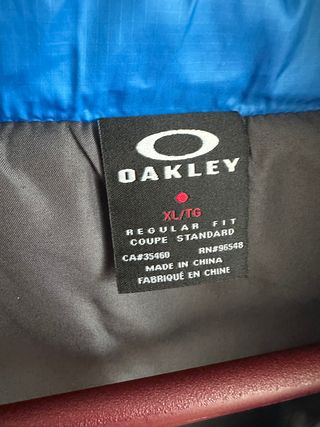 OAKLEY
XL/TG
REGULAR FIT
COUPE STANDARD
CA#35460 RN#96548
MADE IN CHINA
FABRIQUÉ EN CHINE